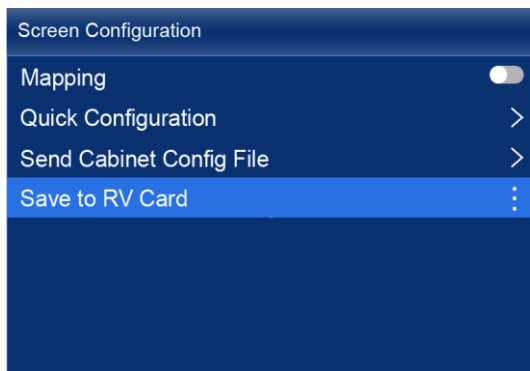 Screen Configuration
Mapping
Quick Configuration
Send Cabinet Config File
Save to RV Card